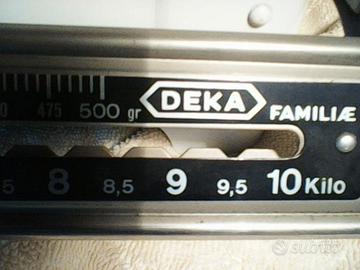 0 475 500 gr DEKA FAMILIÆ
5 8 8,5 9 9,5 10 Kilo
subito